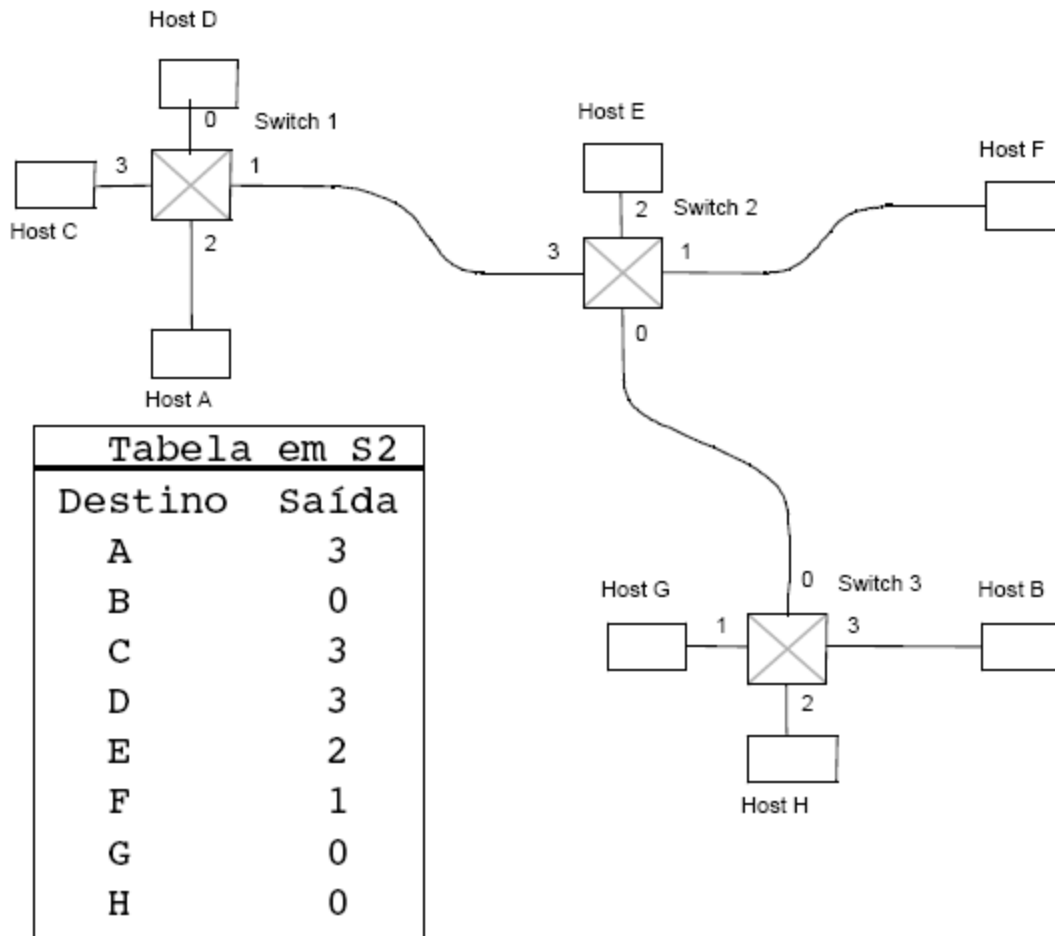 Host D
0 Switch 1
3 1
Host C
2
Host A
Host E
2 Switch 2
3 1
0
Host F
Host G
0 Switch 3
Host B
1 3
2
Host H
Tabela em S2
Destino Saída
A 3
B 0
C 3
D 3
E 2
F 1
G 0
H 0